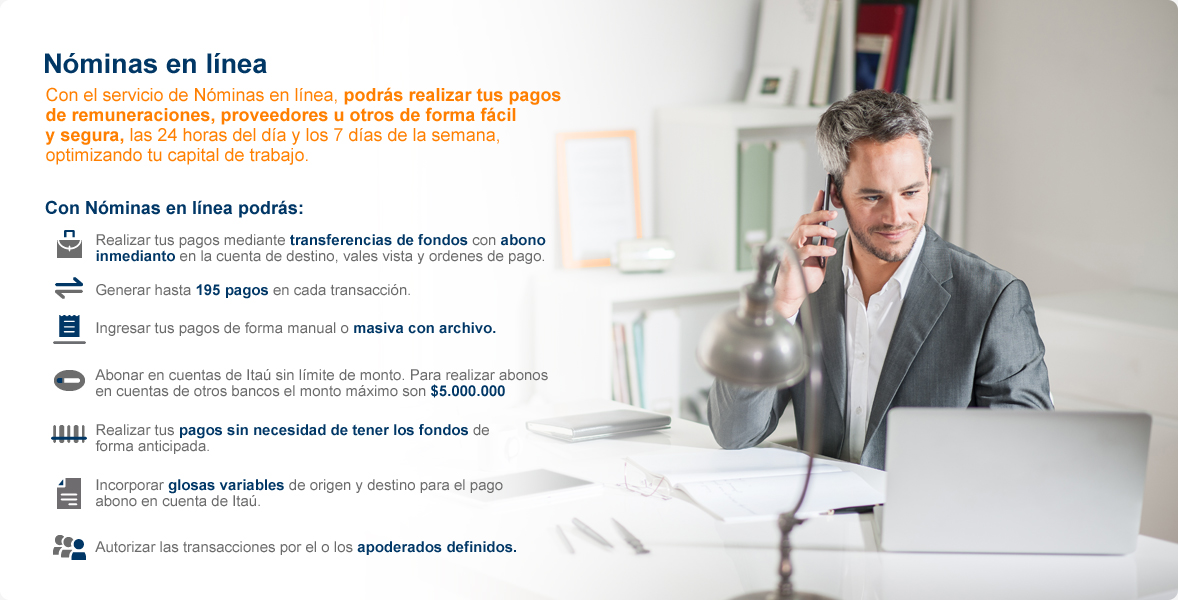 Nóminas en línea
Con el servicio de Nóminas en línea, podrás realizar tus pagos
de remuneraciones, proveedores u otros de forma fácil
y segura, las 24 horas del día y los 7 días de la semana,
optimizando tu capital de trabajo.
Con Nóminas en línea podrás:
Realizar tus pagos mediante transferencias de fondos con abono
inmedianto en la cuenta de destino, vales vista y ordenes de pago.
Generar hasta 195 pagos en cada transacción.
Ingresar tus pagos de forma manual o masiva con archivo.
Abonar en cuentas de Itaú sin límite de monto. Para realizar abonos
en cuentas de otros bancos el monto máximo son $5.000.000
Realizar tus pagos sin necesidad de tener los fondos de
forma anticipada.
Incorporar glosas variables de origen y destino para el pago
abono en cuenta de Itaú.
Autorizar las transacciones por el o los apoderados definidos.